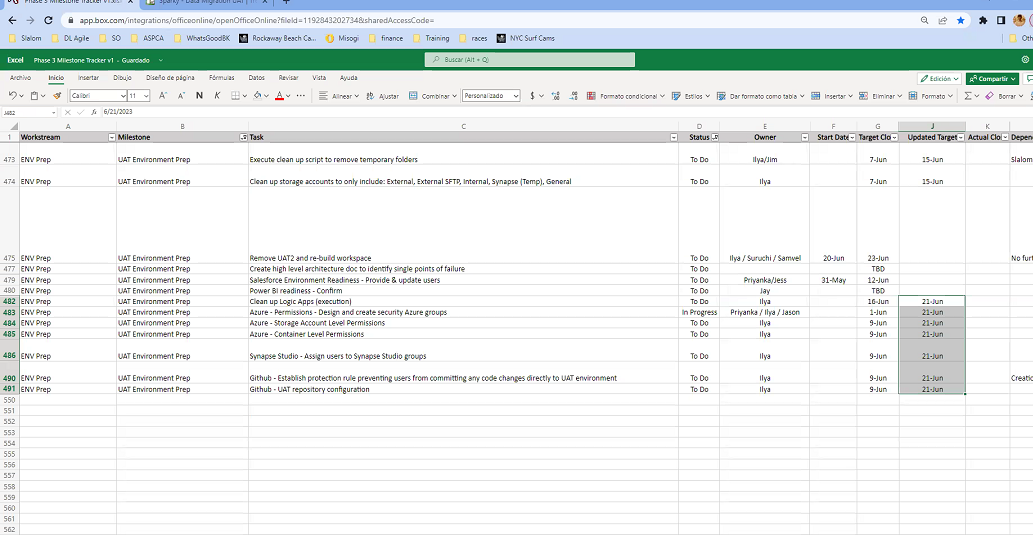 Phase 3 Milestone Tracker v1.xlsx
Sparky - Data Migration UAT
app.box.com/integrations/officeonline/openOfficeOnline?fileId=1192843202734&sharedAccessCode=
Slalom DL Agile SO ASPCA WhatsGoodBK Rockaway Beach Ca... Misogi finance Training races NYC Surf Cams
Excel Phase 3 Milestone Tracker v1 - Guardado Buscar (Alt + Q)
Archivo Inicio Insertar Dibujo Diseño de página Fórmulas Datos Revisar Vista Ayuda Edición Compartir
Calibri 11 A A N K A Alinear Ajustar Combinar Personalizado $ Formato condicional Estilos Dar formato como tabla Insertar Eliminar Formato Σ Borrar
J482 fx 6/21/2023
A B C D E F G J K
1 Workstream Milestone Task Status Owner Start Date Target Clo Updated Target Actual Clo Depen
473 ENV Prep UAT Environment Prep Execute clean up script to remove temporary folders To Do Ilya/Jim 7-Jun 15-Jun Slalom
474 ENV Prep UAT Environment Prep Clean up storage accounts to only include: External, External SFTP, Internal, Synapse (Temp), General To Do Ilya 7-Jun 15-Jun
475 ENV Prep UAT Environment Prep Remove UAT2 and re-build workspace To Do Ilya / Suruchi / Samvel 20-Jun 23-Jun No furt
477 ENV Prep UAT Environment Prep Create high level architecture doc to identify single points of failure To Do TBD
479 ENV Prep UAT Environment Prep Salesforce Environment Readiness - Provide & update users To Do Priyanka/Jess 31-May 12-Jun
480 ENV Prep UAT Environment Prep Power BI readiness - Confirm To Do Jay TBD
482 ENV Prep UAT Environment Prep Clean up Logic Apps (execution) To Do Ilya 16-Jun 21-Jun
483 ENV Prep UAT Environment Prep Azure - Permissions - Design and create security Azure groups In Progress Priyanka / Ilya / Jason 1-Jun 21-Jun
484 ENV Prep UAT Environment Prep Azure - Storage Account Level Permissions To Do Ilya 9-Jun 21-Jun
485 ENV Prep UAT Environment Prep Azure - Container Level Permissions To Do Ilya 9-Jun 21-Jun
486 ENV Prep UAT Environment Prep Synapse Studio - Assign users to Synapse Studio groups To Do Ilya 9-Jun 21-Jun
490 ENV Prep UAT Environment Prep Github - Establish protection rule preventing users from committing any code changes directly to UAT environment To Do Ilya 9-Jun 21-Jun Creatic
491 ENV Prep UAT Environment Prep Github - UAT repository configuration To Do Ilya 9-Jun 21-Jun
550
551
552
553
554
555
556
557
558
559
560
561
562